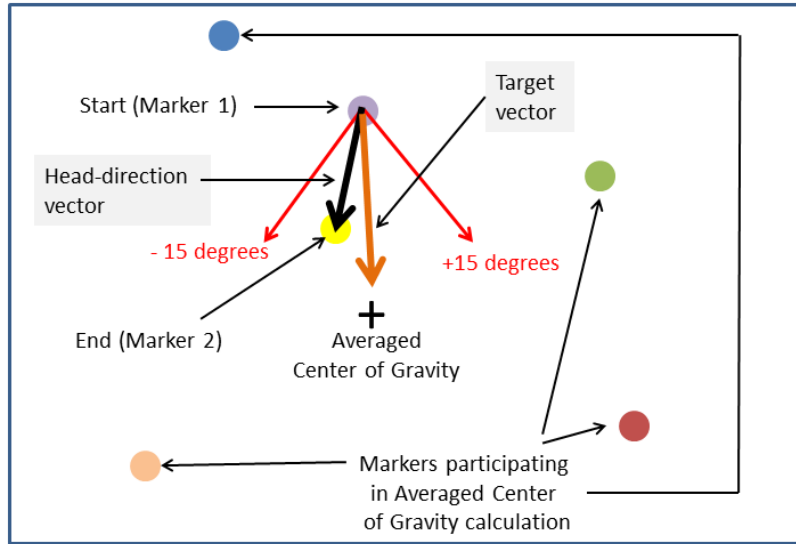 Start (Marker 1)
Target
vector
Head-direction
vector
- 15 degrees
+15 degrees
End (Marker 2)
+
Averaged
Center of Gravity
Markers participating
in Averaged Center
of Gravity calculation